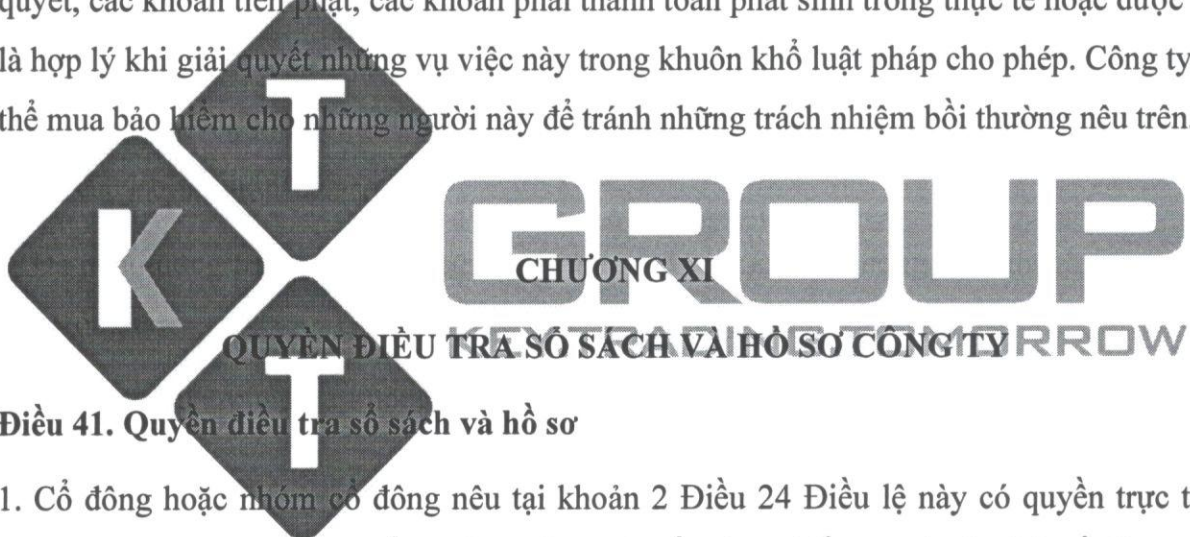 quyết, các khoản tiền phạt, các khoản phải thanh toán phát sinh trong thực tế hoặc được
là hợp lý khi giải quyết những vụ việc này trong khuôn khổ luật pháp cho phép. Công ty
thể mua bảo hiểm cho những người này để tránh những trách nhiệm bồi thường nêu trên
K T T GROUP
KEYTRADING TOMORROW
CHƯƠNG XI
QUYỀN ĐIỀU TRA SỔ SÁCH VÀ HỒ SƠ CÔNG TY
Điều 41. Quyền điều tra sổ sách và hồ sơ
1. Cổ đông hoặc nhóm cổ đông nêu tại khoản 2 Điều 24 Điều lệ này có quyền trực t